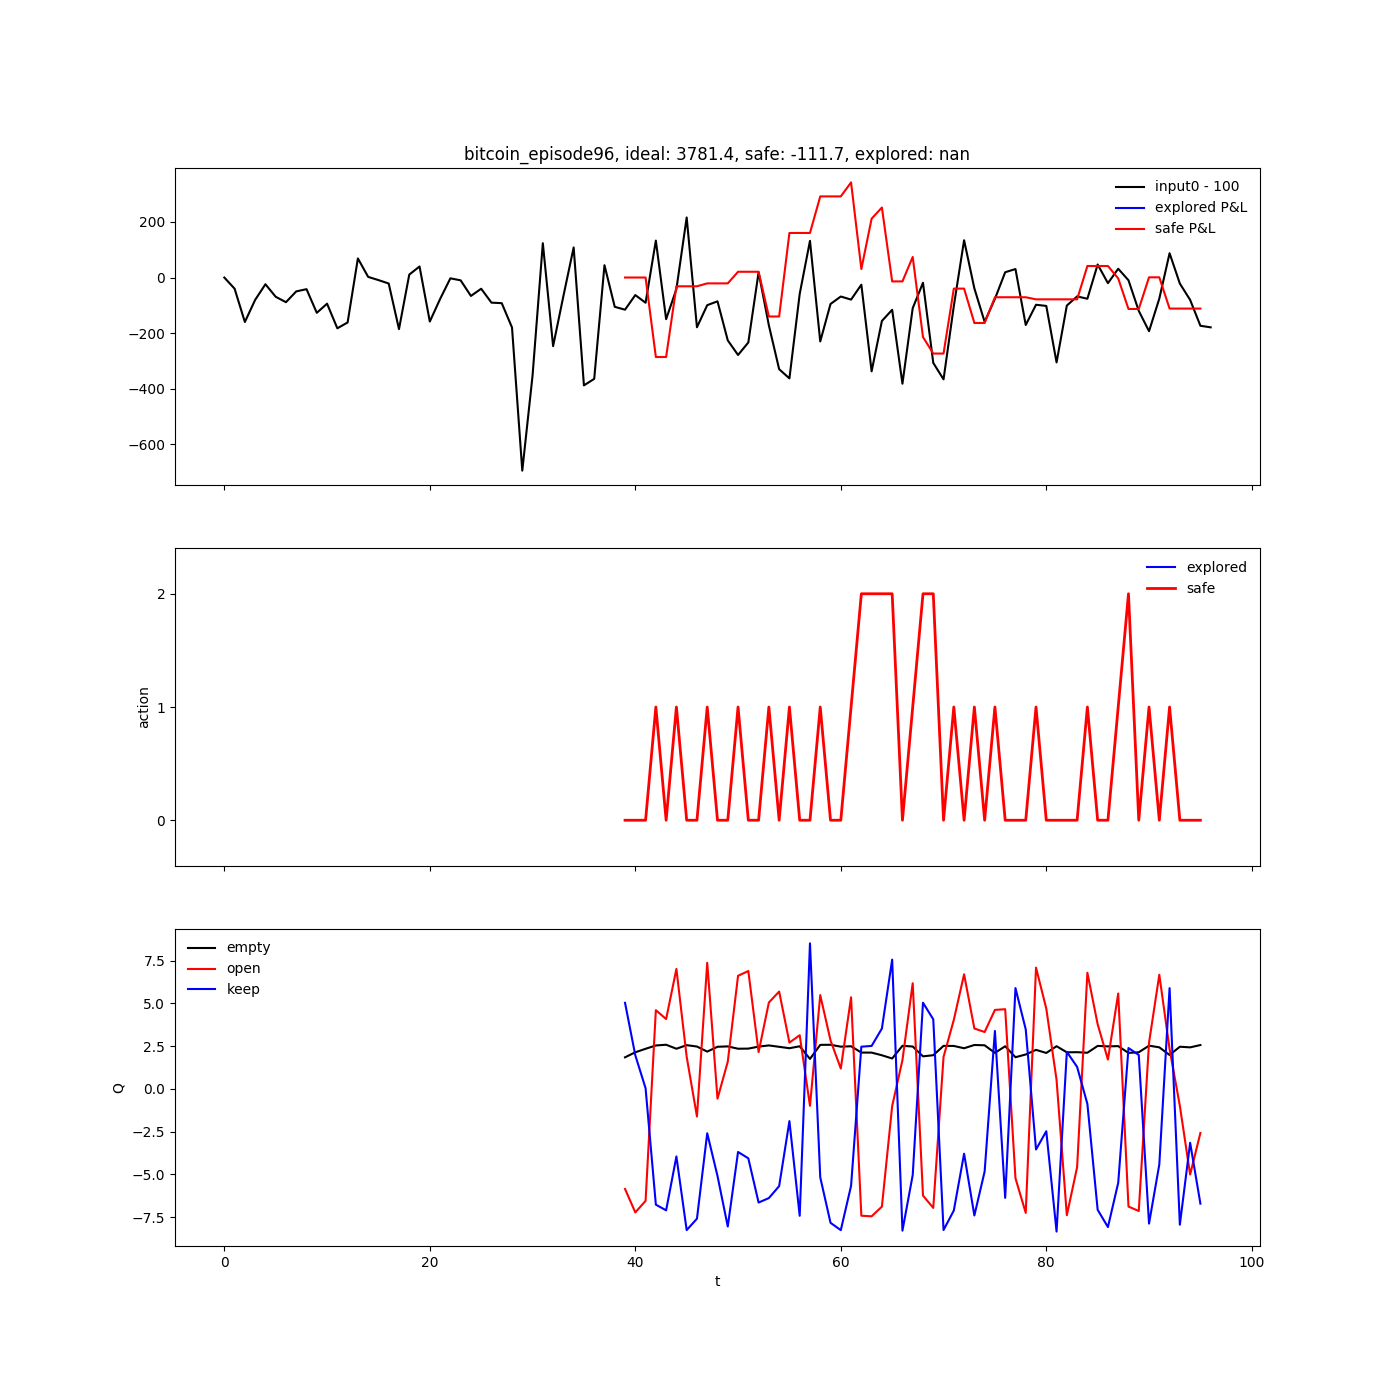 bitcoin_episode96, ideal: 3781.4, safe: -111.7, explored: nan
input0 - 100
explored P&L
safe P&L
200
0
−200
−400
−600
explored
safe
2
1
0
action
empty
open
keep
7.5
5.0
2.5
0.0
−2.5
−5.0
−7.5
Q
0 20 40 60 80 100
t